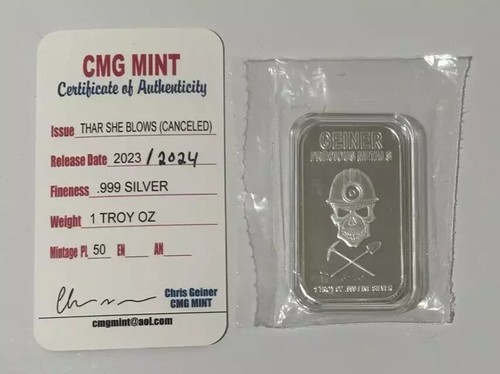 CMG MINT
Certificate of Authenticity
Issue THAR SHE BLOWS (CANCELED)
Release Date 2023 / 2024
Fineness .999 SILVER
Weight 1 TROY OZ
Mintage PL 50 EN AN
Chris Geiner
CMG MINT
cmgmint@aol.com
GEINER
PRECIOUS METALS
1 TROY OZ .999 FINE SILVER